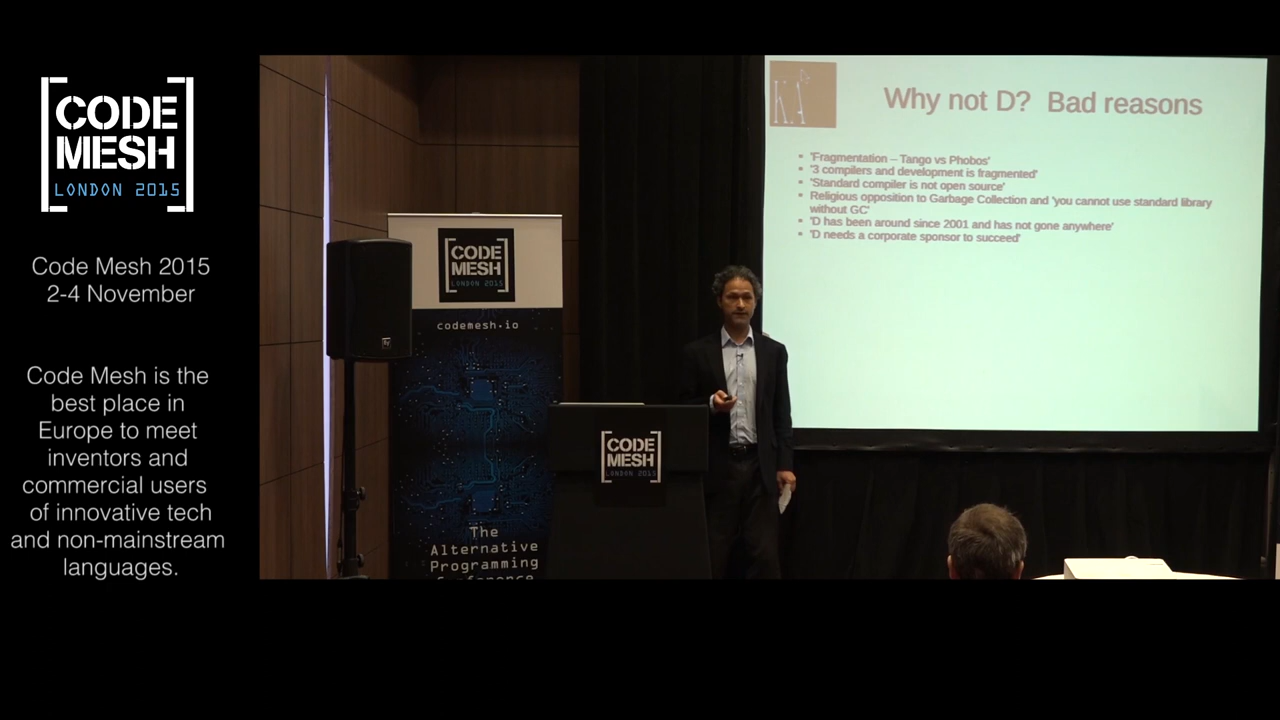 [CODE
MESH]
LONDON 2015
Code Mesh 2015
2-4 November
Code Mesh is the
best place in
Europe to meet
inventors and
commercial users
of innovative tech
and non-mainstream
languages.
CODE
MESH
LONDON 2015
codemesh.io
The
Alternative
Programming
Conference
CODE
MESH
LONDON 2015
KA
Why not D? Bad reasons
• 'Fragmentation – Tango vs Phobos'
• '3 compilers and development is fragmented'
• 'Standard compiler is not open source'
• Religious opposition to Garbage Collection and 'you cannot use standard library
without GC'
• 'D has been around since 2001 and has not gone anywhere'
• 'D needs a corporate sponsor to succeed'